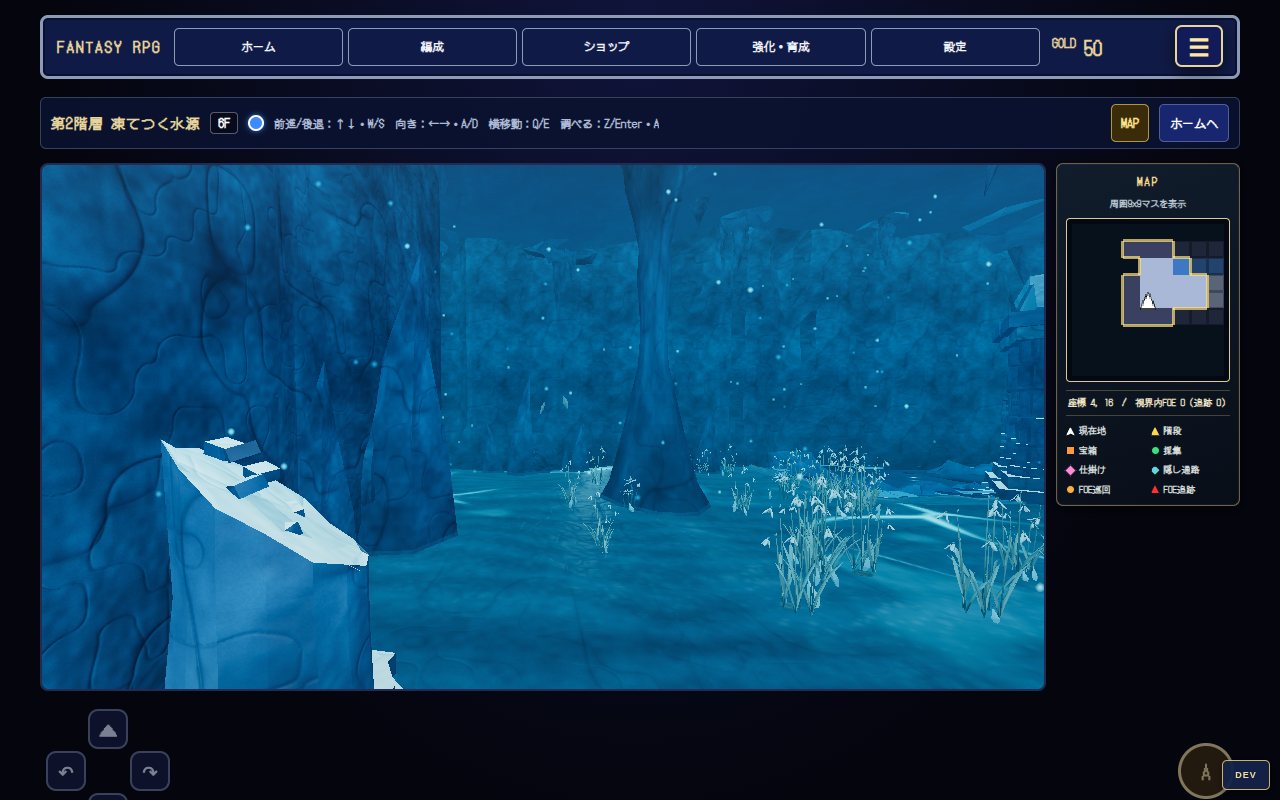 FANTASY RPG
ホーム
編成
ショップ
強化・育成
設定
GOLD 50
第2階層 凍てつく水源
6F
前進/後退：↑↓・W/S 向き：←→・A/D 横移動：Q/E 調べる：Z/Enter・A
MAP
ホームへ
MAP
周囲9x9マスを表示
座標 4, 16 / 視界内FOE 0 (追跡 0)
現在地
階段
宝箱
採集
仕掛け
隠し通路
FOE巡回
FOE追跡
A
DEV